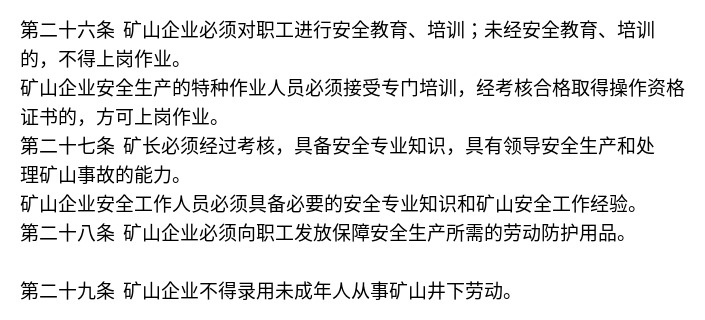 第二十六条 矿山企业必须对职工进行安全教育、培训；未经安全教育、培训
的，不得上岗作业。
矿山企业安全生产的特种作业人员必须接受专门培训，经考核合格取得操作资格
证书的，方可上岗作业。
第二十七条 矿长必须经过考核，具备安全专业知识，具有领导安全生产和处
理矿山事故的能力。
矿山企业安全工作人员必须具备必要的安全专业知识和矿山安全工作经验。
第二十八条 矿山企业必须向职工发放保障安全生产所需的劳动防护用品。
第二十九条 矿山企业不得录用未成年人从事矿山井下劳动。